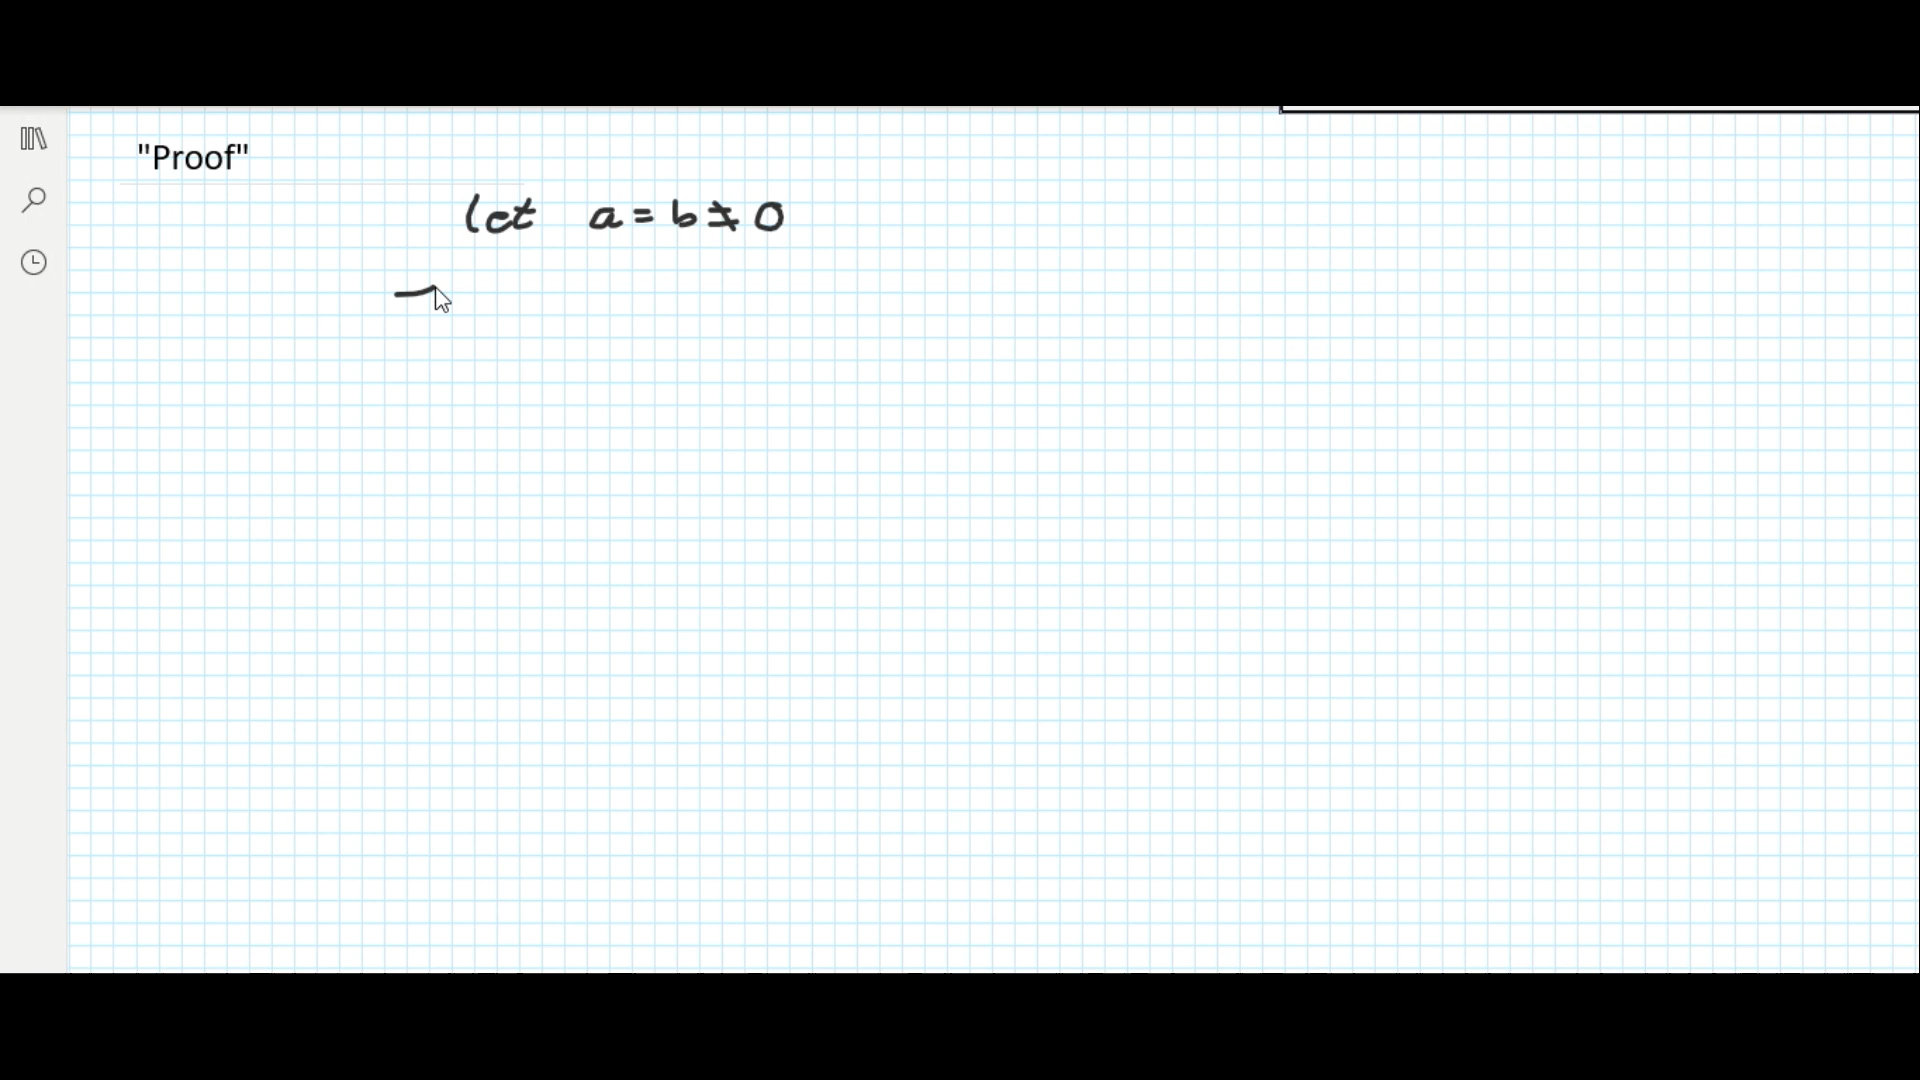 "Proof"
let a = b ≠ 0